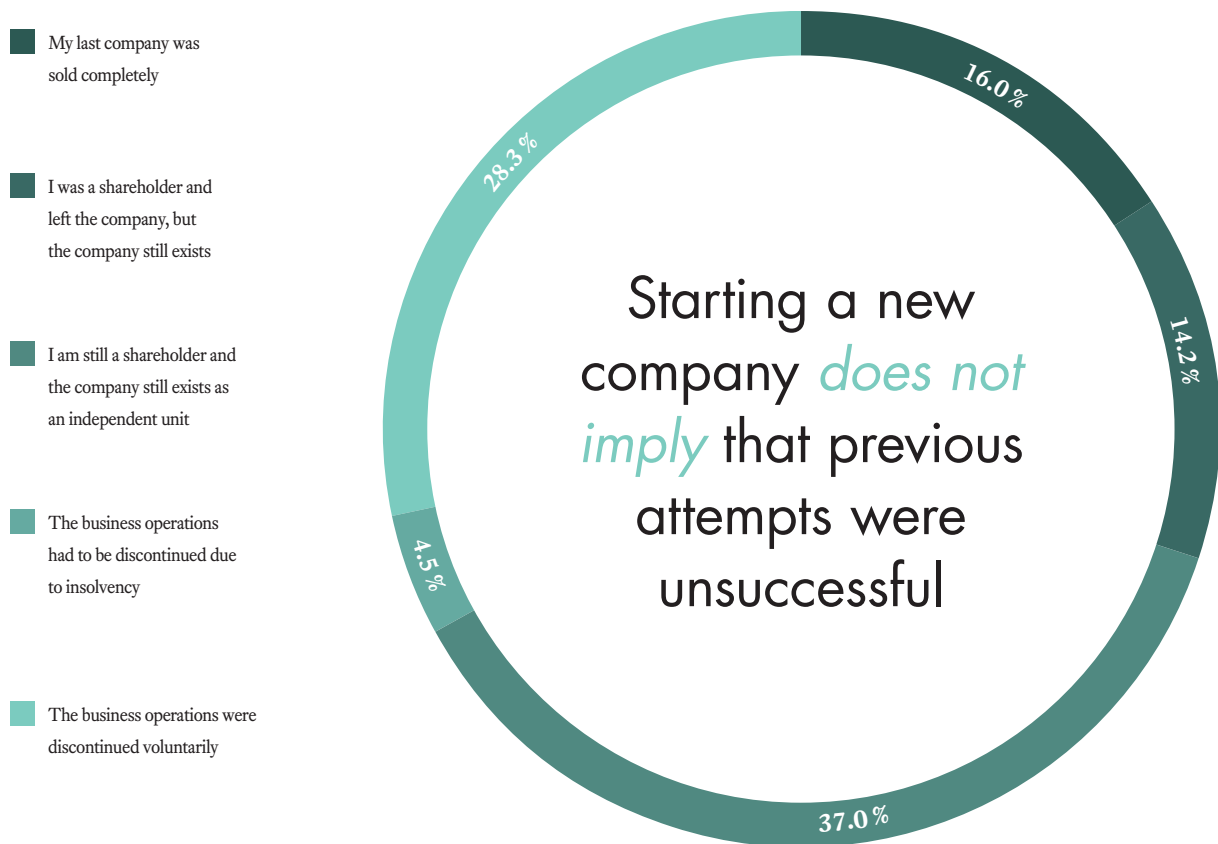 My last company was
sold completely
I was a shareholder and
left the company, but
the company still exists
I am still a shareholder and
the company still exists as
an independent unit
The business operations
had to be discontinued due
to insolvency
The business operations were
discontinued voluntarily
16.0 %
14.2 %
37.0 %
4.5 %
28.3 %
Starting a new
company does not
imply that previous
attempts were
unsuccessful